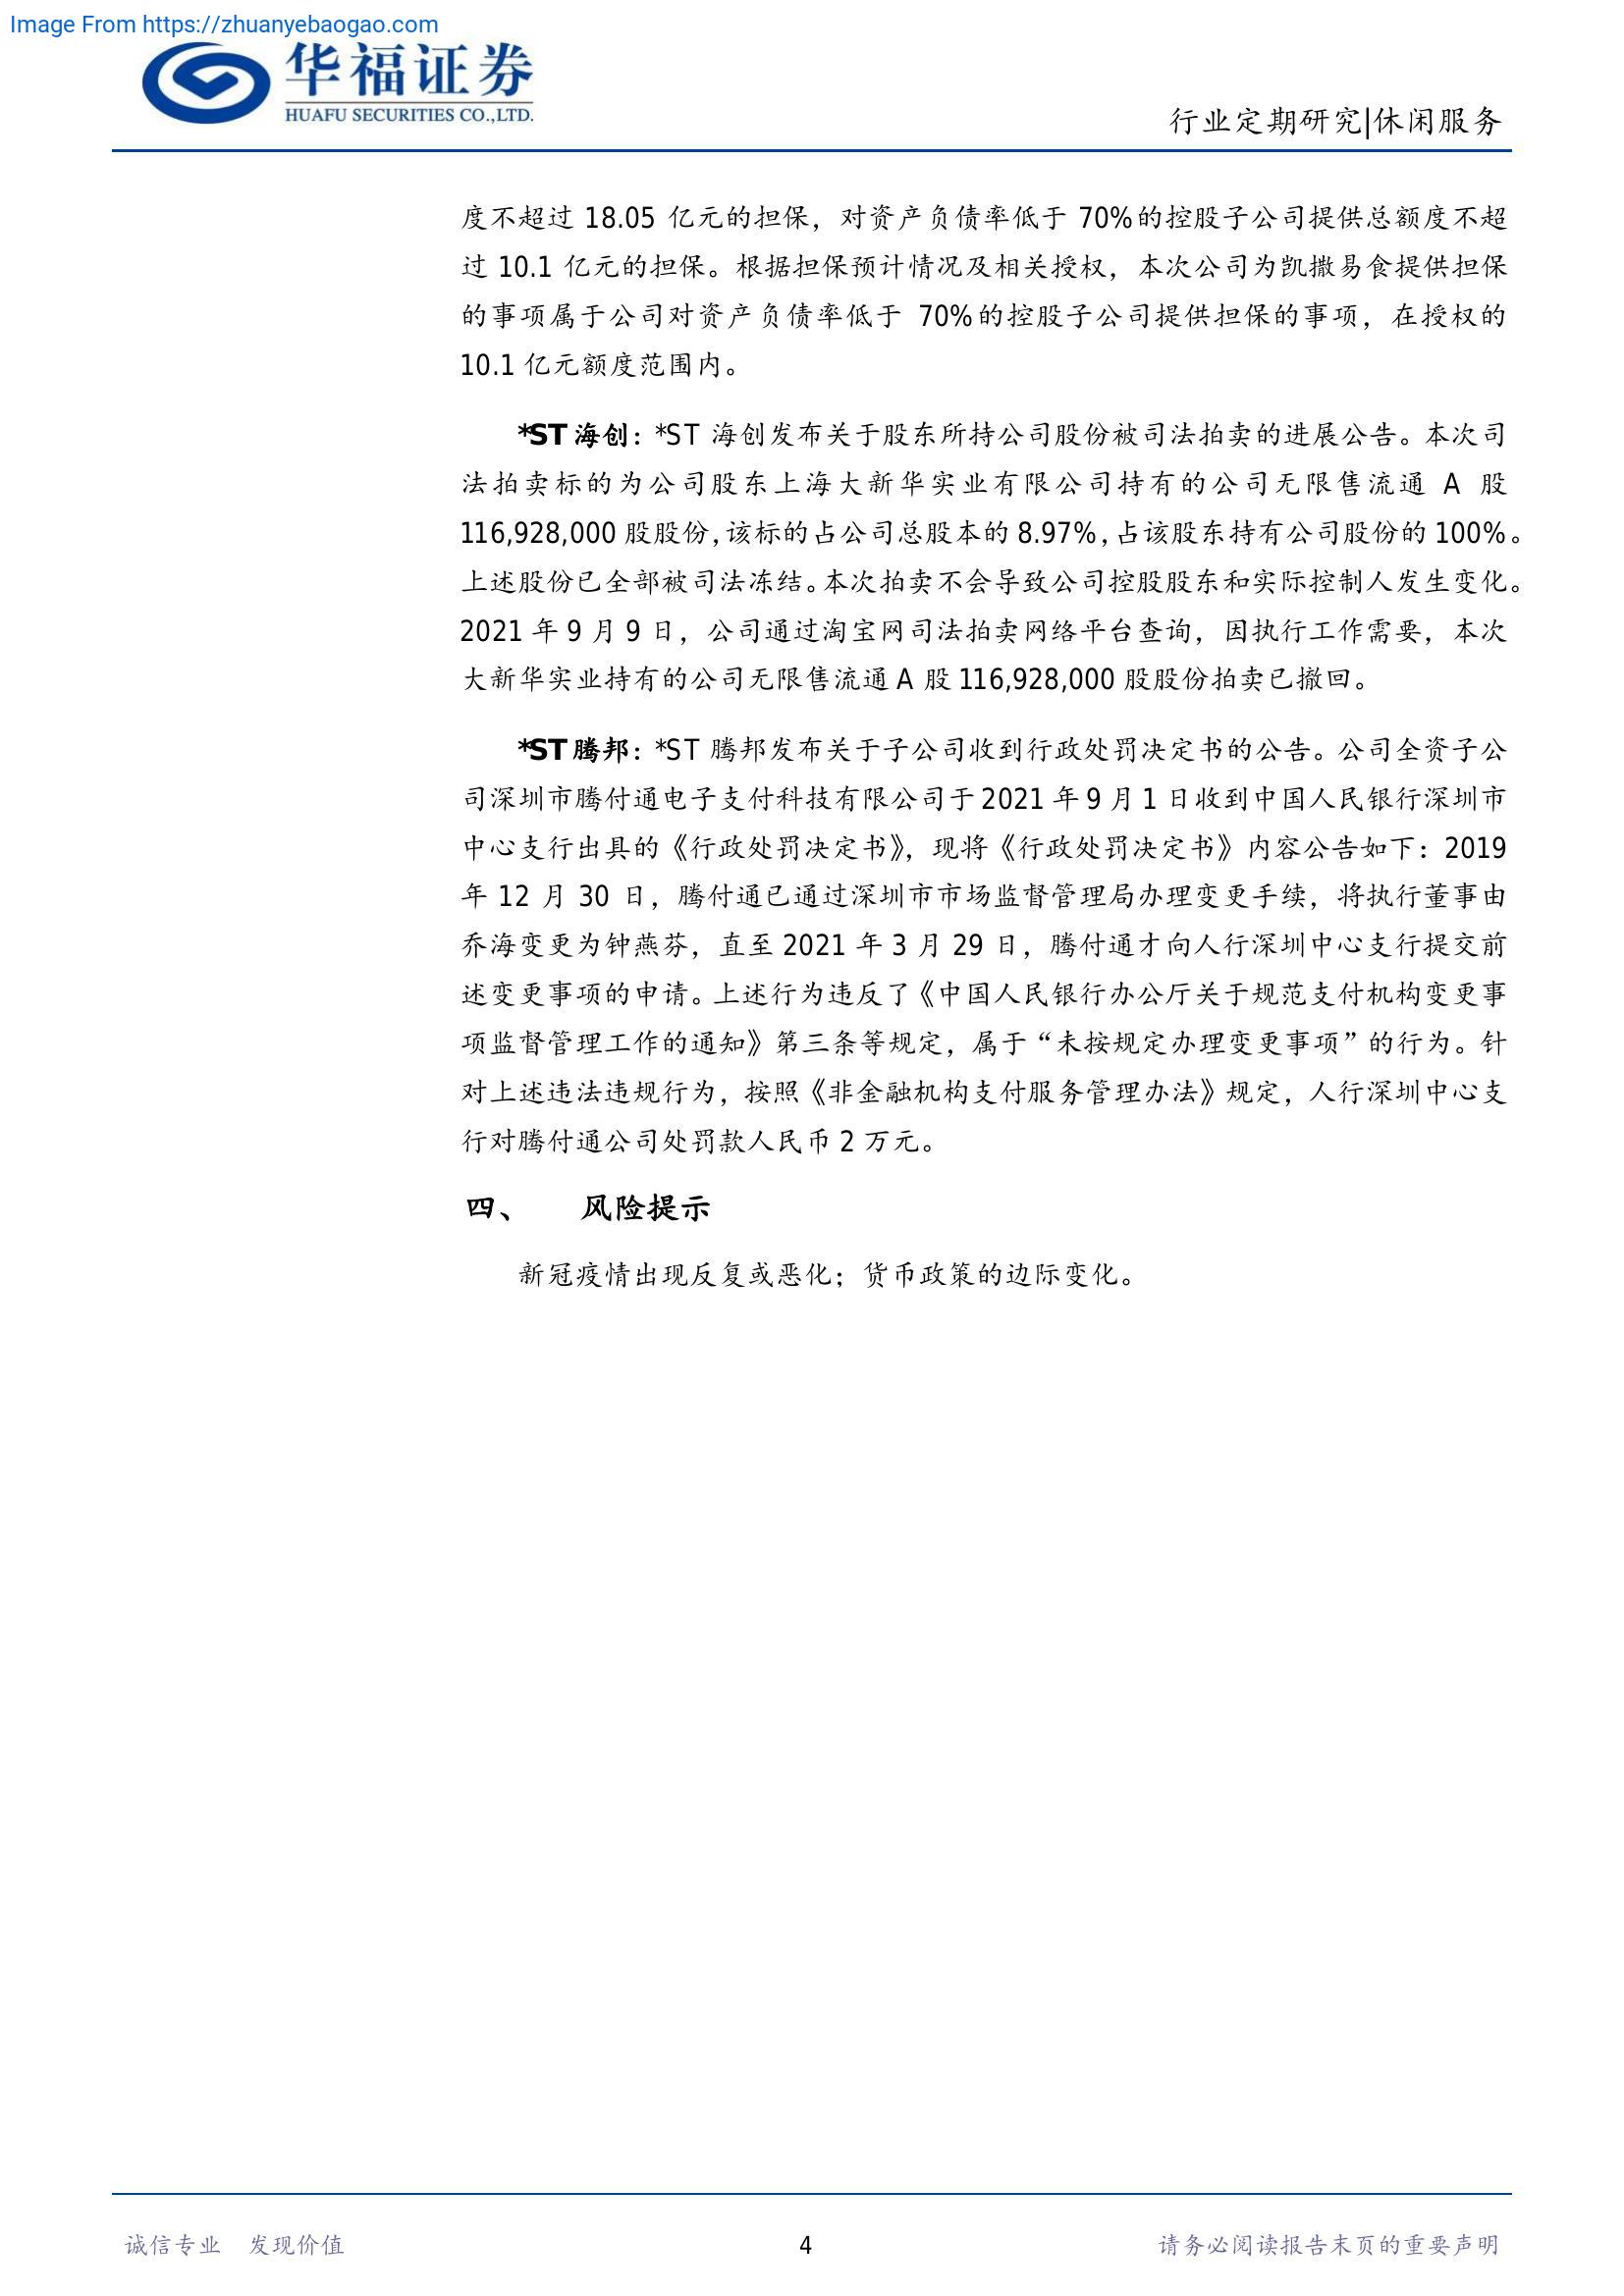 Image From https://zhuanyebaogao.com
华福证券
HUAFU SECURITIES CO.,LTD.
行业定期研究|休闲服务
度不超过 18.05 亿元的担保，对资产负债率低于 70%的控股子公司提供总额度不超
过 10.1 亿元的担保。根据担保预计情况及相关授权，本次公司为凯撒易食提供担保
的事项属于公司对资产负债率低于 70%的控股子公司提供担保的事项，在授权的
10.1 亿元额度范围内。
*ST 海创：*ST 海创发布关于股东所持公司股份被司法拍卖的进展公告。本次司
法拍卖标的为公司股东上海大新华实业有限公司持有的公司无限售流通 A 股
116,928,000 股股份，该标的占公司总股本的 8.97%，占该股东持有公司股份的 100%。
上述股份已全部被司法冻结。本次拍卖不会导致公司控股股东和实际控制人发生变化。
2021 年 9 月 9 日，公司通过淘宝网司法拍卖网络平台查询，因执行工作需要，本次
大新华实业持有的公司无限售流通 A 股 116,928,000 股股份拍卖已撤回。
*ST 腾邦：*ST 腾邦发布关于子公司收到行政处罚决定书的公告。公司全资子公
司深圳市腾付通电子支付科技有限公司于 2021 年 9 月 1 日收到中国人民银行深圳市
中心支行出具的《行政处罚决定书》，现将《行政处罚决定书》内容公告如下：2019
年 12 月 30 日，腾付通已通过深圳市市场监督管理局办理变更手续，将执行董事由
乔海变更为钟燕芬，直至 2021 年 3 月 29 日，腾付通才向人行深圳中心支行提交前
述变更事项的申请。上述行为违反了《中国人民银行办公厅关于规范支付机构变更事
项监督管理工作的通知》第三条等规定，属于“未按规定办理变更事项”的行为。针
对上述违法违规行为，按照《非金融机构支付服务管理办法》规定，人行深圳中心支
行对腾付通公司处罚款人民币 2 万元。
四、 风险提示
新冠疫情出现反复或恶化；货币政策的边际变化。
诚信专业 发现价值 4 请务必阅读报告末页的重要声明